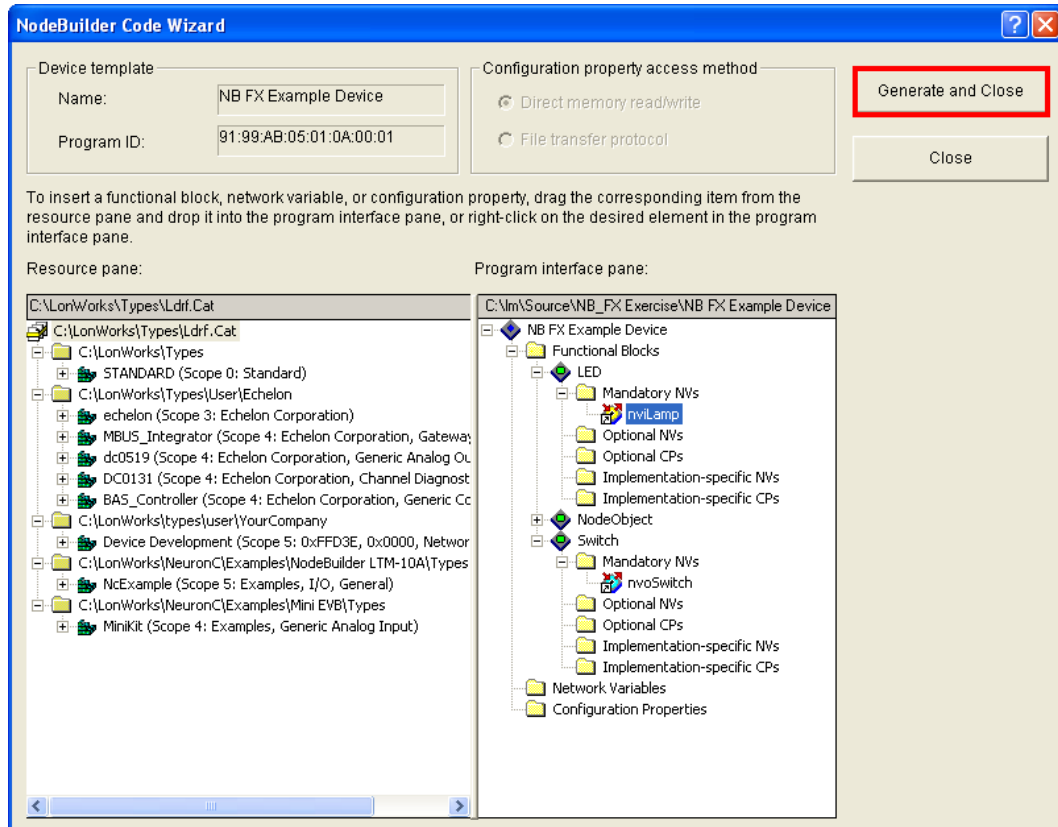 NodeBuilder Code Wizard
Device template
Name:
NB FX Example Device
Program ID:
91:99:AB:05:01:0A:00:01
Configuration property access method
Direct memory read/write
File transfer protocol
Generate and Close
Close
To insert a functional block, network variable, or configuration property, drag the corresponding item from the
resource pane and drop it into the program interface pane, or right-click on the desired element in the program
interface pane.
Resource pane:
C:\LonWorks\Types\Ldrf.Cat
C:\LonWorks\Types\Ldrf.Cat
C:\LonWorks\Types
STANDARD (Scope 0: Standard)
C:\LonWorks\Types\User\Echelon
echelon (Scope 3: Echelon Corporation)
MBUS_Integrator (Scope 4: Echelon Corporation, Gateway
dc0519 (Scope 4: Echelon Corporation, Generic Analog Ou
DC0131 (Scope 4: Echelon Corporation, Channel Diagnost
BAS_Controller (Scope 4: Echelon Corporation, Generic Cc
C:\LonWorks\types\user\YourCompany
Device Development (Scope 5: 0xFFD3E, 0x0000, Networ
C:\LonWorks\NeuronC\Examples\NodeBuilder LTM-10A\Types
NcExample (Scope 5: Examples, I/O, General)
C:\LonWorks\NeuronC\Examples\Mini EVB\Types
MiniKit (Scope 4: Examples, Generic Analog Input)
Program interface pane:
C:\lm\Source\NB_FX Exercise\NB FX Example Device
NB FX Example Device
Functional Blocks
LED
Mandatory NVs
nviLamp
Optional NVs
Optional CPs
Implementation-specific NVs
Implementation-specific CPs
NodeObject
Switch
Mandatory NVs
nvoSwitch
Optional NVs
Optional CPs
Implementation-specific NVs
Implementation-specific CPs
Network Variables
Configuration Properties